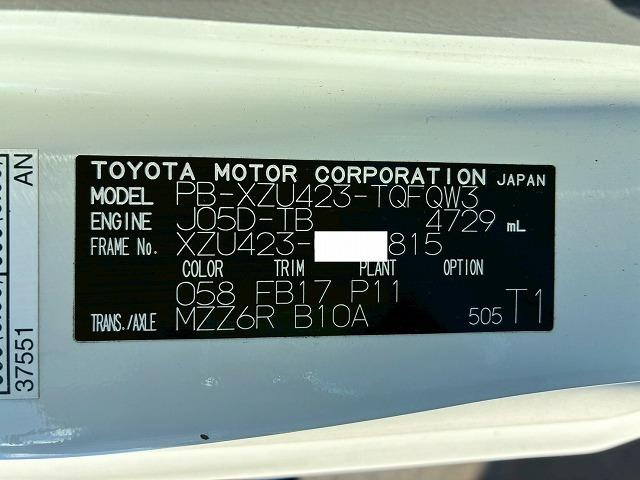 TOYOTA MOTOR CORPORATION JAPAN
MODEL PB-XZU423-TQFQW3
ENGINE J05D-TB 4729 mL
FRAME No. XZU423- 815
COLOR TRIM PLANT OPTION
058 FB17 P11
TRANS./AXLE MZZ6R B10A 505 T1
37551 AN